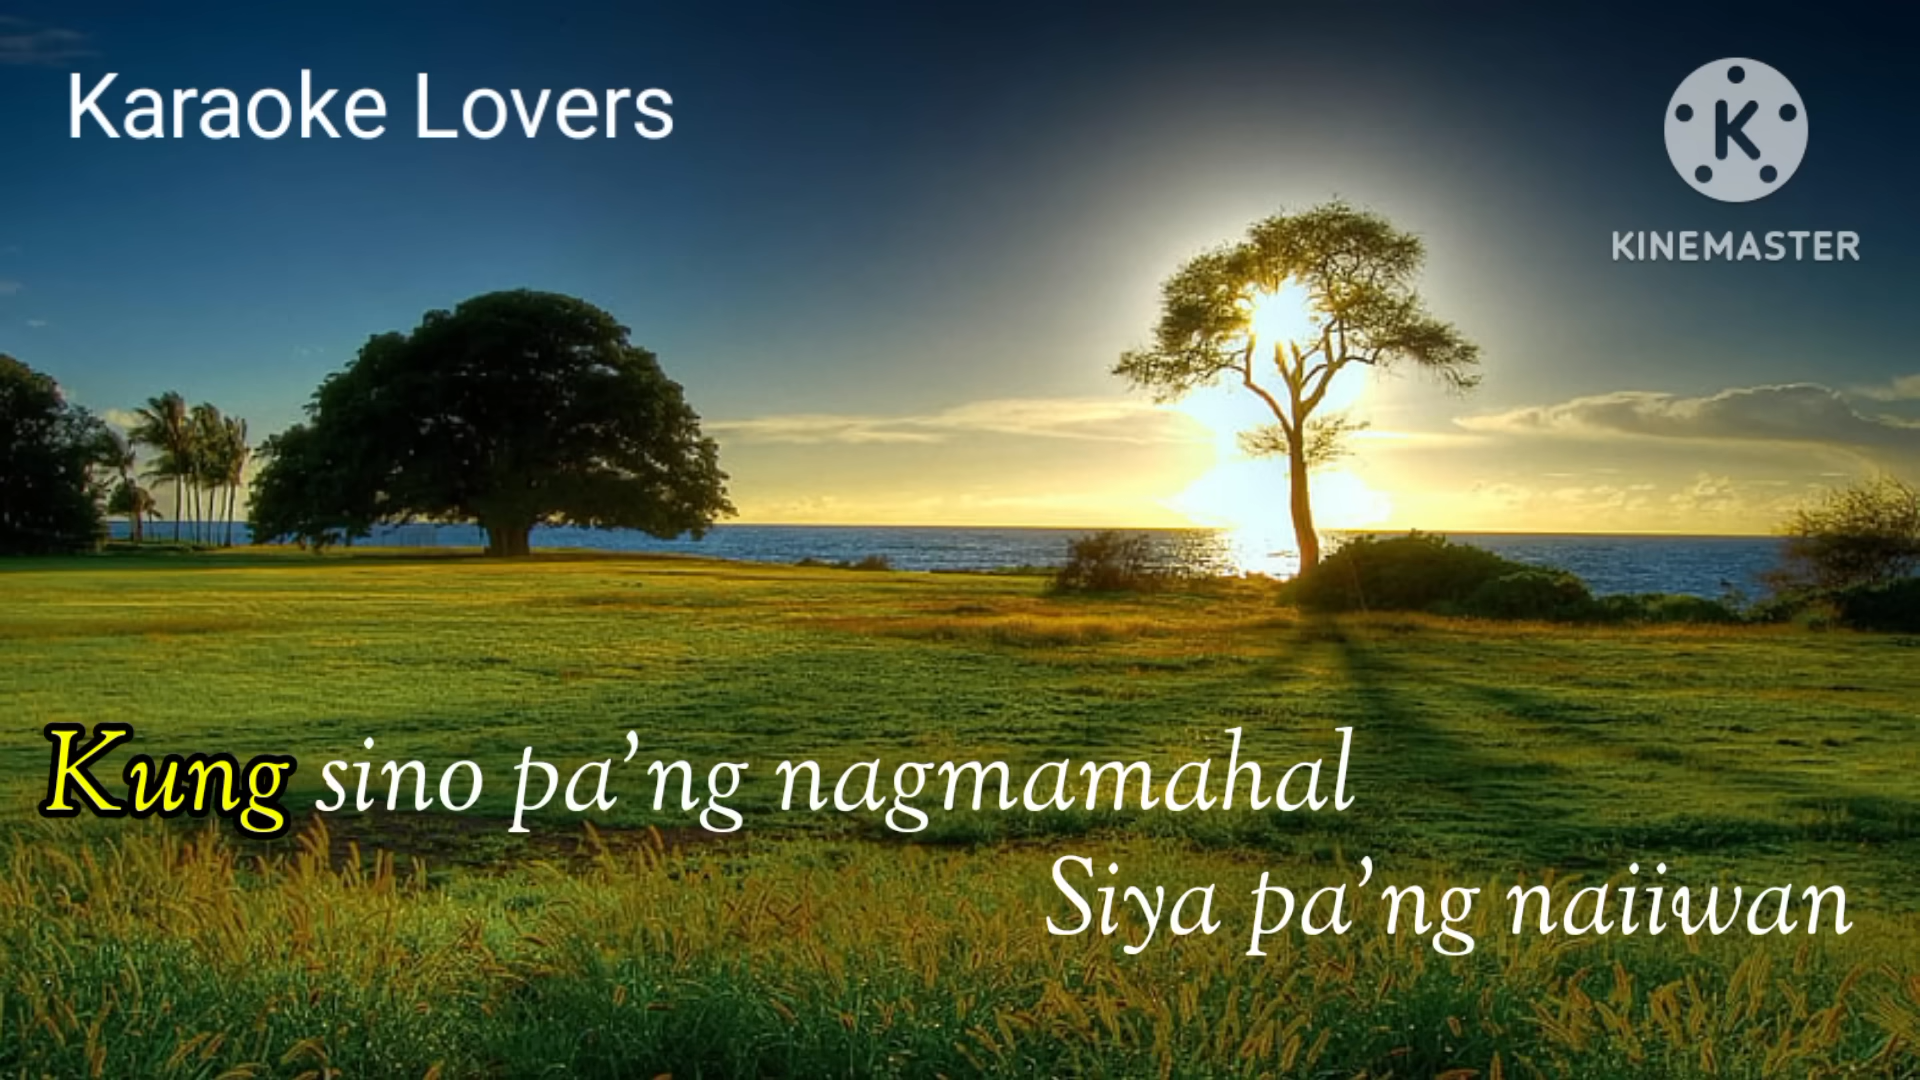 Karaoke Lovers
K
KINEMASTER
Kung sino pa’ng nagmamahal
Siya pa’ng naiiwan